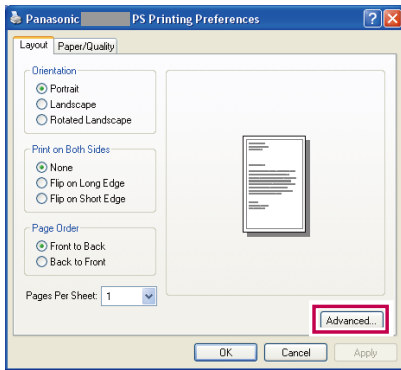 Panasonic PS Printing Preferences
Layout Paper/Quality
Orientation
Portrait
Landscape
Rotated Landscape
Print on Both Sides
None
Flip on Long Edge
Flip on Short Edge
Page Order
Front to Back
Back to Front
Pages Per Sheet: 1
Advanced...
OK Cancel Apply